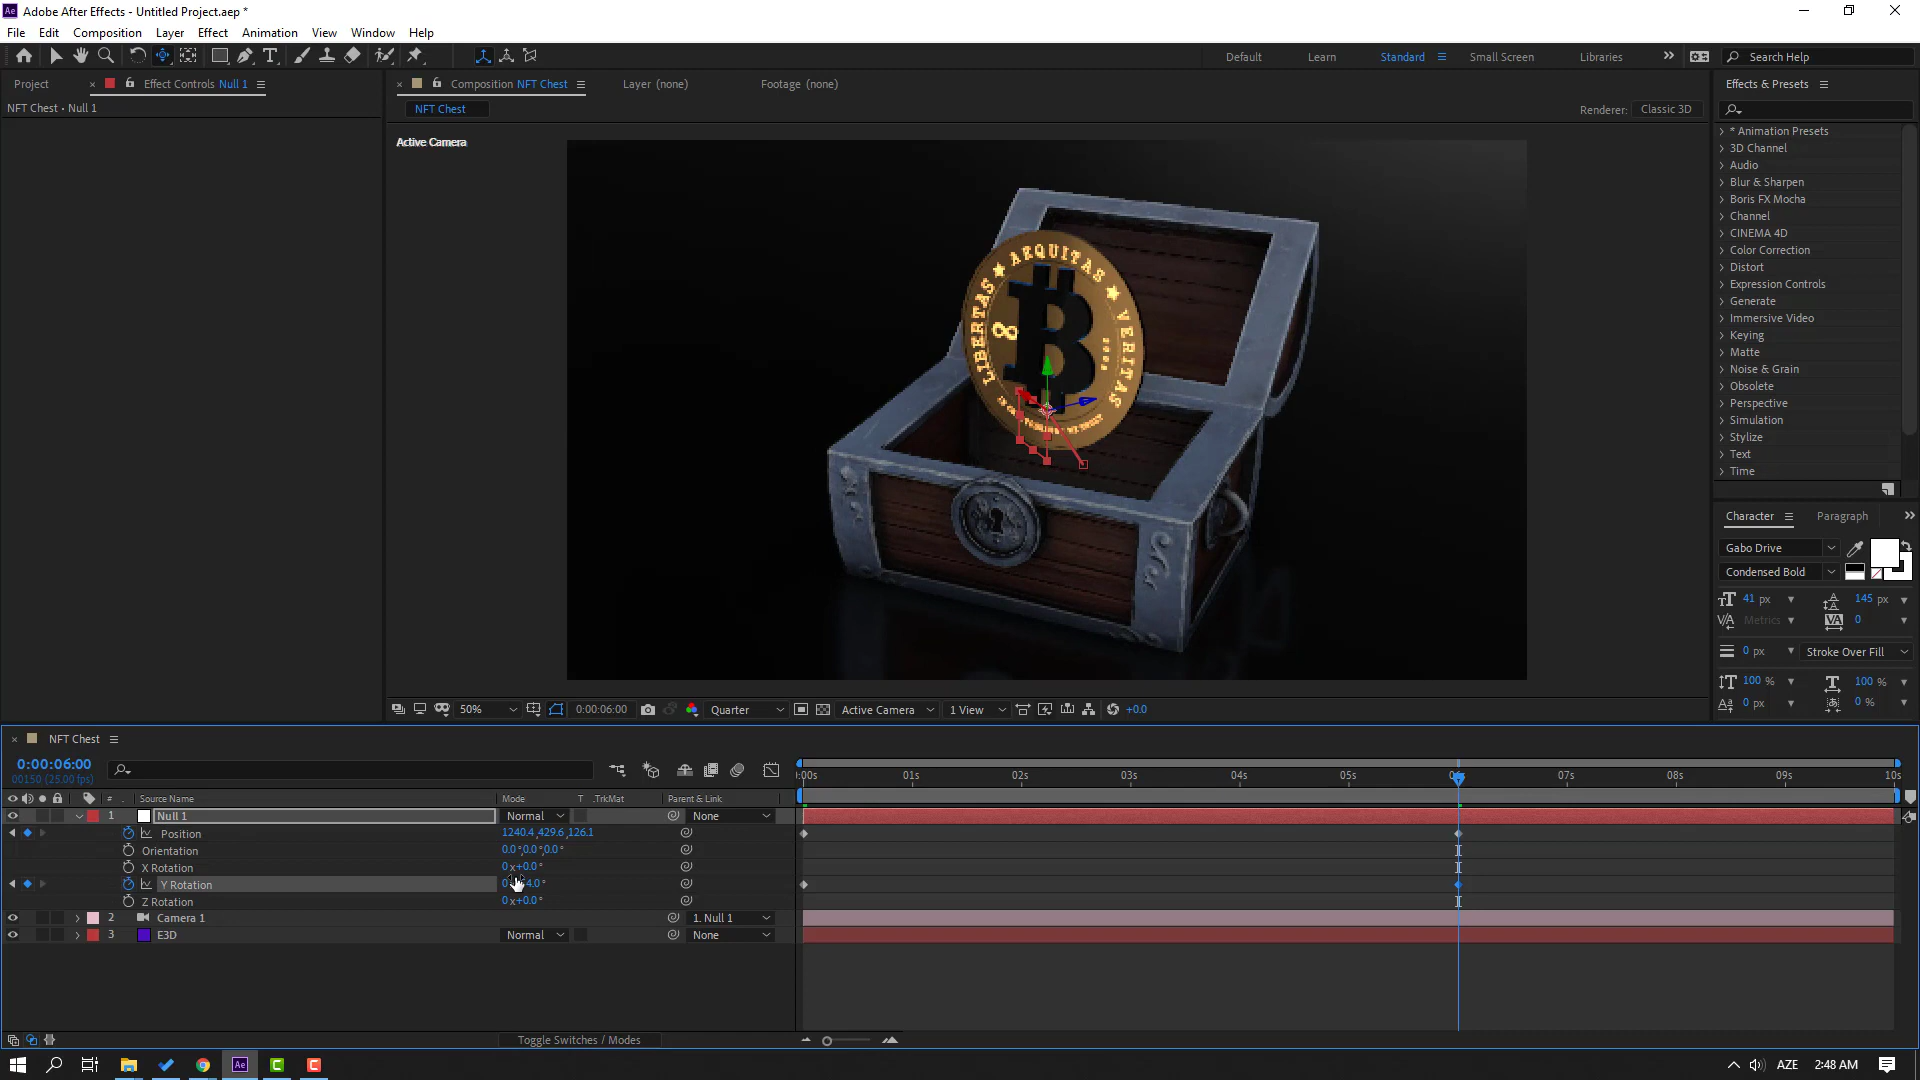 Adobe After Effects - Untitled Project.aep *
File Edit Composition Layer Effect Animation View Window Help
Default Learn Standard Small Screen Libraries Search Help
Project Effect Controls Null 1 Composition NFT Chest Layer (none) Footage (none) Effects & Presets
NFT Chest • Null 1
NFT Chest
Renderer: Classic 3D
Active Camera
* Animation Presets
3D Channel
Audio
Blur & Sharpen
Boris FX Mocha
Channel
CINEMA 4D
Color Correction
Distort
Expression Controls
Generate
Immersive Video
Keying
Matte
Noise & Grain
Obsolete
Perspective
Simulation
Stylize
Text
Time
LIBERTAS ★ AEQUITAS ★ VERITAS
Character Paragraph
Gabo Drive
Condensed Bold
41 px 145 px
Metrics 0
0 px Stroke Over Fill
100 % 100 %
0 px 0 %
50% 0:00:06:00 Quarter Active Camera 1 View +0.0
NFT Chest
0:00:06:00
00150 (25.00 fps)
:00s 01s 02s 03s 04s 05s 07s 08s 09s 10s
# Source Name Mode T .TrkMat Parent & Link
1 Null 1 Normal None
Position 1240.4,429.6,126.1
Orientation 0.0°,0.0°,0.0°
X Rotation 0x+0.0°
Y Rotation
Z Rotation 0x+0.0°
2 Camera 1 1. Null 1
3 E3D Normal None
Toggle Switches / Modes
AZE 2:48 AM